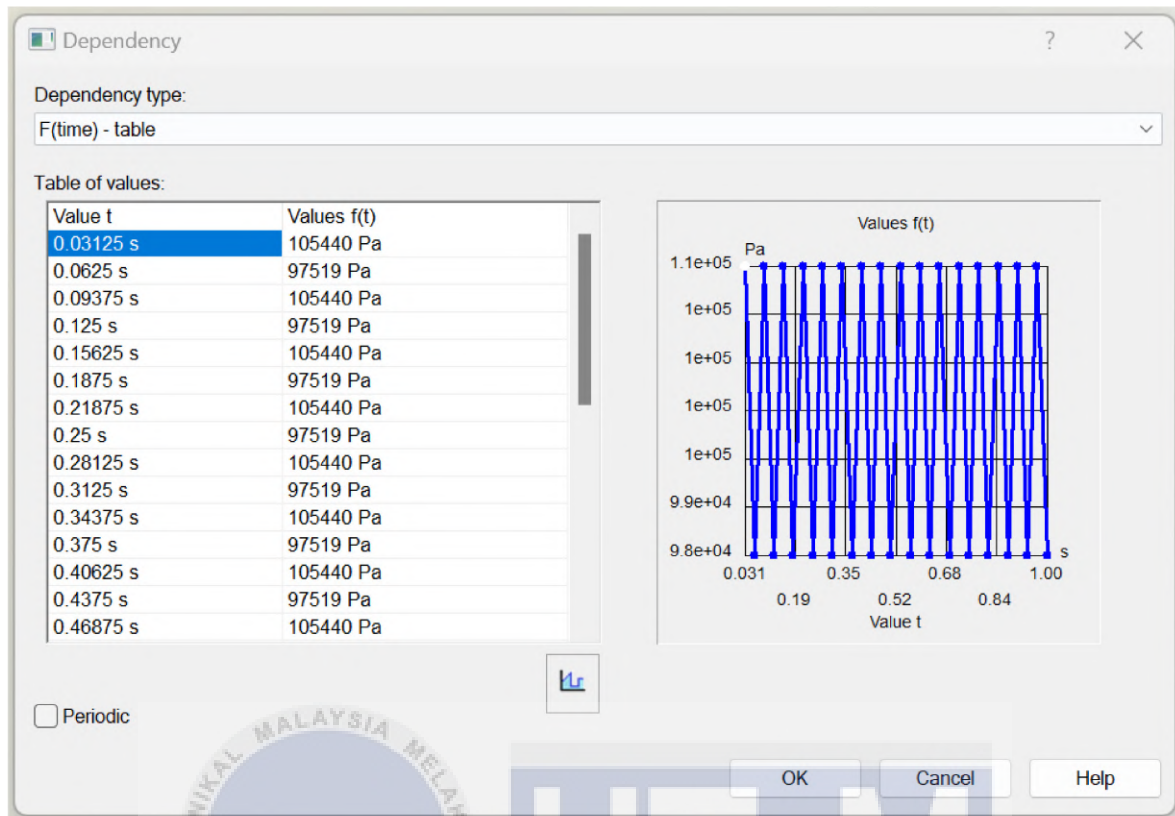 Dependency
?
Dependency type:
F(time) - table
Table of values:
Value t Values f(t)
0.03125 s 105440 Pa
0.0625 s 97519 Pa
0.09375 s 105440 Pa
0.125 s 97519 Pa
0.15625 s 105440 Pa
0.1875 s 97519 Pa
0.21875 s 105440 Pa
0.25 s 97519 Pa
0.28125 s 105440 Pa
0.3125 s 97519 Pa
0.34375 s 105440 Pa
0.375 s 97519 Pa
0.40625 s 105440 Pa
0.4375 s 97519 Pa
0.46875 s 105440 Pa
Values f(t)
Pa
1.1e+05
1e+05
1e+05
1e+05
1e+05
9.9e+04
9.8e+04
s
0.031 0.35 0.68 1.00
0.19 0.52 0.84
Value t
Periodic
MALAYSIA
OK Cancel Help